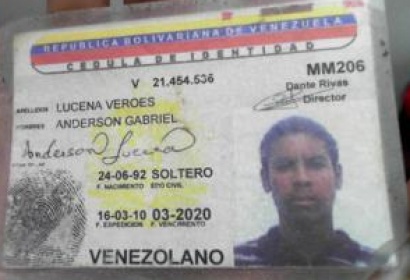 REPUBLICA BOLIVARIANA DE VENEZUELA
CEDULA DE IDENTIDAD
V 21.454.536
MM206
Dante Rivas
Director
APELLIDOS LUCENA VEROES
NOMBRES ANDERSON GABRIEL
Anderson Lucena
24-06-92 SOLTERO
F. NACIMIENTO EDO CIVIL
16-03-10 03-2020
F. EXPEDICION F. VENCIMIENTO
VENEZOLANO